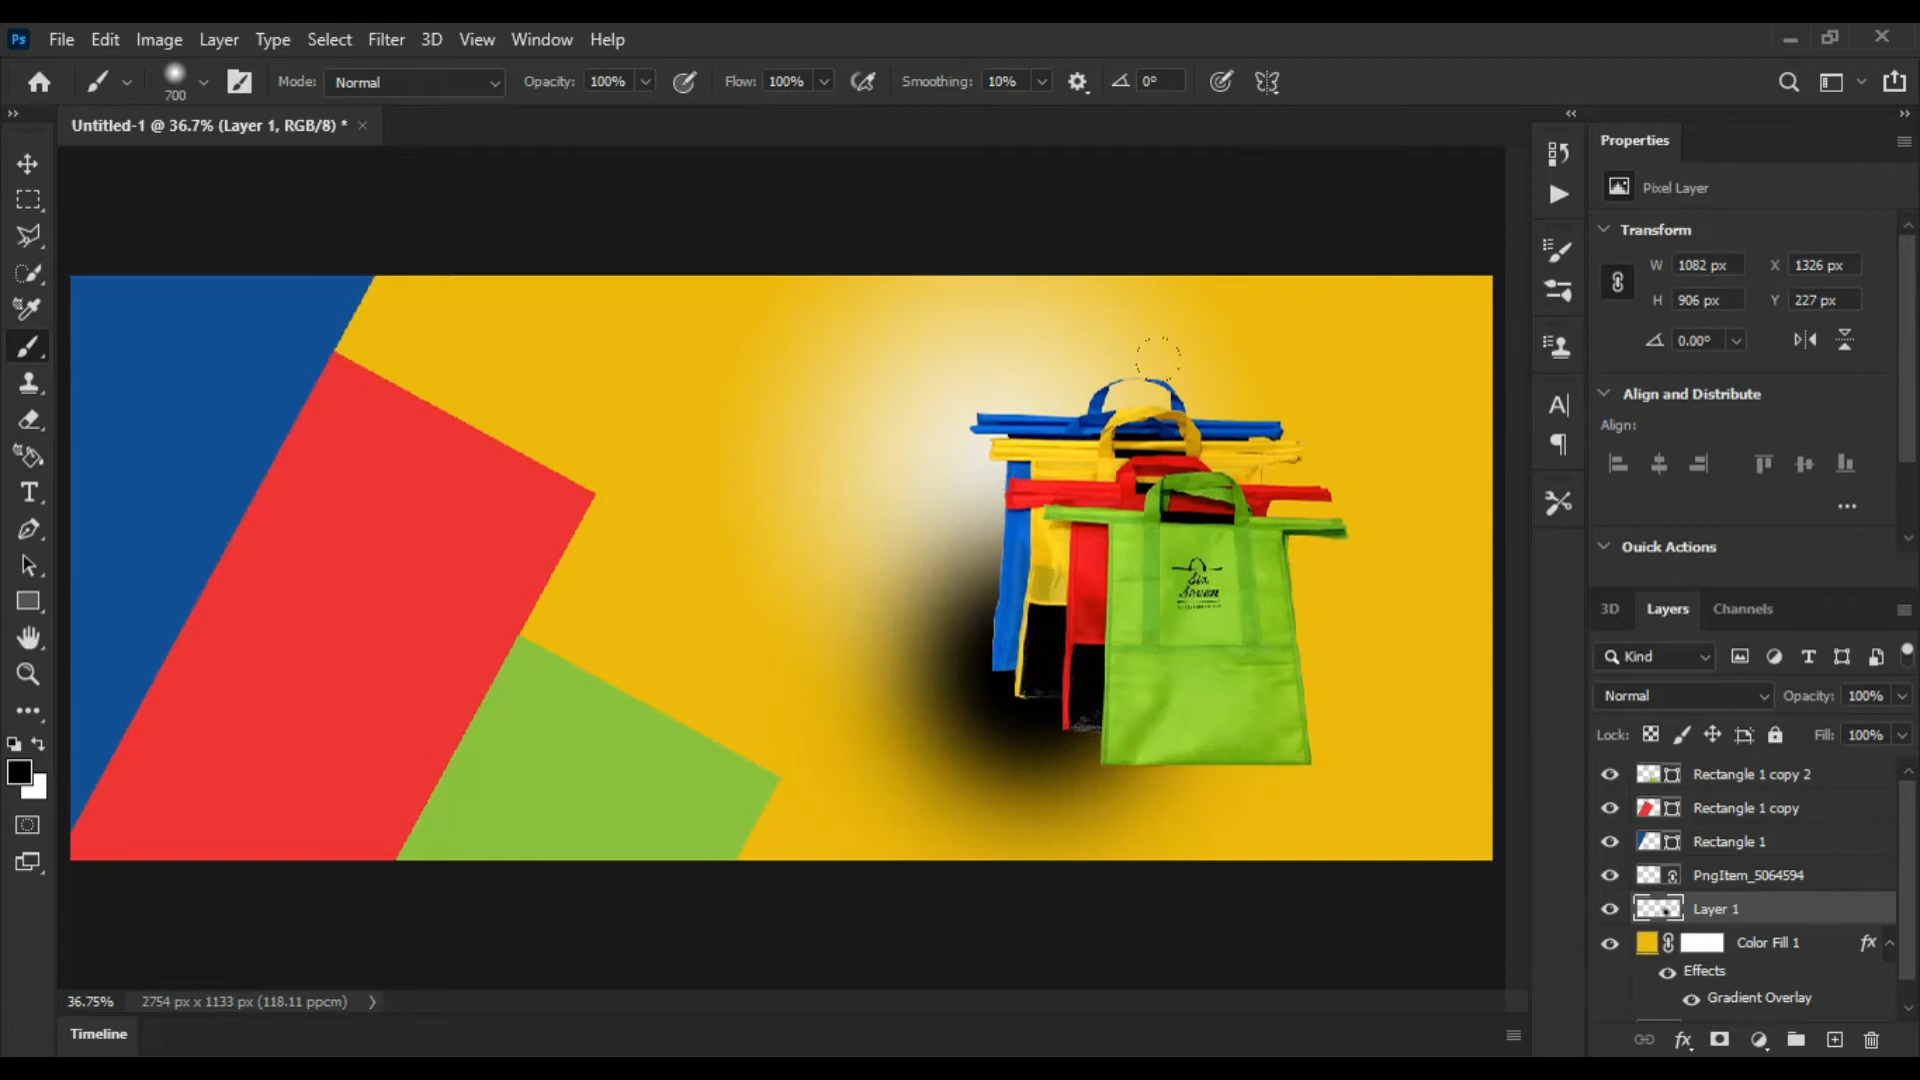 Ps File Edit Image Layer Type Select Filter 3D View Window Help
700 Mode: Normal Opacity: 100% Flow: 100% Smoothing: 10% 0°
Untitled-1 @ 36.7% (Layer 1, RGB/8) *
Properties
Pixel Layer
Transform
W 1082 px X 1326 px
H 906 px Y 227 px
0.00°
Align and Distribute
Align:
Quick Actions
3D Layers Channels
Kind
Normal Opacity: 100%
Lock: Fill: 100%
Rectangle 1 copy 2
Rectangle 1 copy
Rectangle 1
PngItem_5064594
Layer 1
Color Fill 1 fx
Effects
Gradient Overlay
Six
Seven
36.75% 2754 px x 1133 px (118.11 ppcm)
Timeline